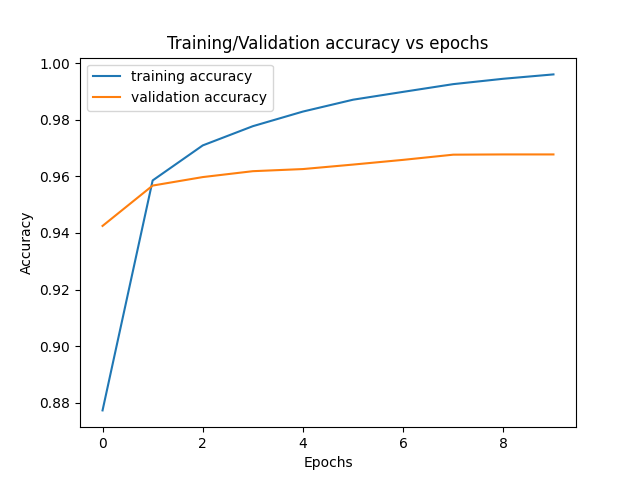 Training/Validation accuracy vs epochs
training accuracy
validation accuracy
1.00
0.98
0.96
0.94
0.92
0.90
0.88
Accuracy
0 2 4 6 8
Epochs